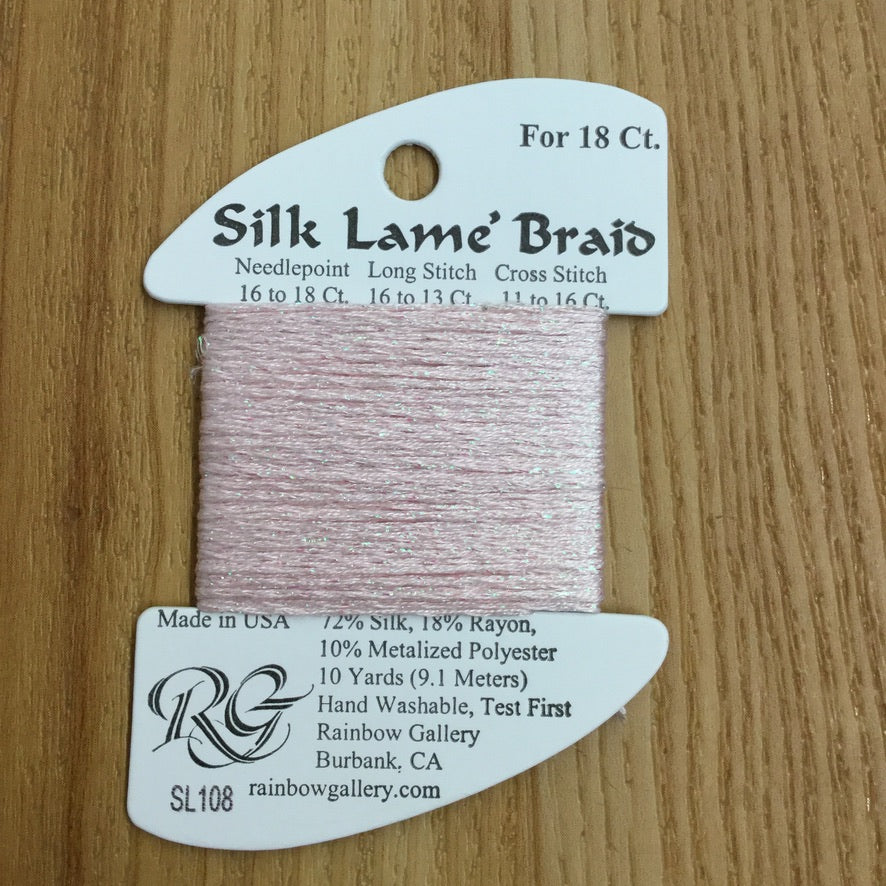 For 18 Ct.
Silk Lame' Braid
Needlepoint Long Stitch Cross Stitch
16 to 18 Ct. 16 to 13 Ct. 11 to 16 Ct.
Made in USA 72% Silk, 18% Rayon,
10% Metalized Polyester
10 Yards (9.1 Meters)
Hand Washable, Test First
Rainbow Gallery
Burbank, CA
RG
SL108 rainbowgallery.com